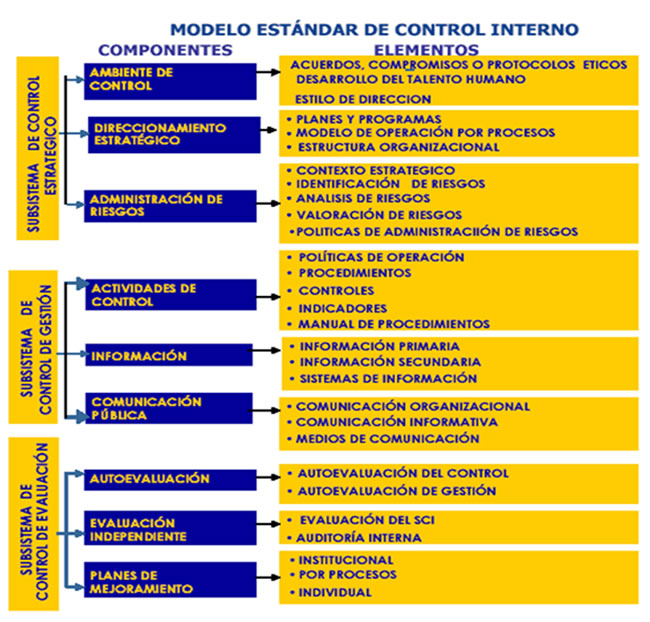 MODELO ESTÁNDAR DE CONTROL INTERNO
COMPONENTES
ELEMENTOS
SUBSISTEMA DE CONTROL
ESTRATEGICO
AMBIENTE DE
CONTROL
ACUERDOS, COMPROMISOS O PROTOCOLOS ETICOS
DESARROLLO DEL TALENTO HUMANO
ESTILO DE DIRECCION
DIRECCIONAMIENTO
ESTRATÉGICO
• PLANES Y PROGRAMAS
• MODELO DE OPERACIÓN POR PROCESOS
• ESTRUCTURA ORGANIZACIONAL
ADMINISTRACIÓN DE
RIESGOS
• CONTEXTO ESTRATEGICO
• IDENTIFICACIÓN DE RIESGOS
• ANALISIS DE RIESGOS
• VALORACIÓN DE RIESGOS
• POLITICAS DE ADMINISTRACIIÓN DE RIESGOS
SUBSISTEMA DE
CONTROL DE GESTIÓN
ACTIVIDADES DE
CONTROL
• POLÍTICAS DE OPERACIÓN
• PROCEDIMIENTOS
• CONTROLES
• INDICADORES
• MANUAL DE PROCEDIMIENTOS
INFORMACIÓN
• INFORMACIÓN PRIMARIA
• INFORMACIÓN SECUNDARIA
• SISTEMAS DE INFORMACIÓN
COMUNICACIÓN
PÚBLICA
• COMUNICACIÓN ORGANIZACIONAL
• COMUNICACIÓN INFORMATIVA
• MEDIOS DE COMUNICACIÓN
SUBSISTEMA DE
CONTROL DE EVALUACIÓN
AUTOEVALUACIÓN
• AUTOEVALUACIÓN DEL CONTROL
• AUTOEVALUACIÓN DE GESTIÓN
EVALUACIÓN
INDEPENDIENTE
• EVALUACIÓN DEL SCI
• AUDITORÍA INTERNA
PLANES DE
MEJORAMIENTO
• INSTITUCIONAL
• POR PROCESOS
• INDIVIDUAL